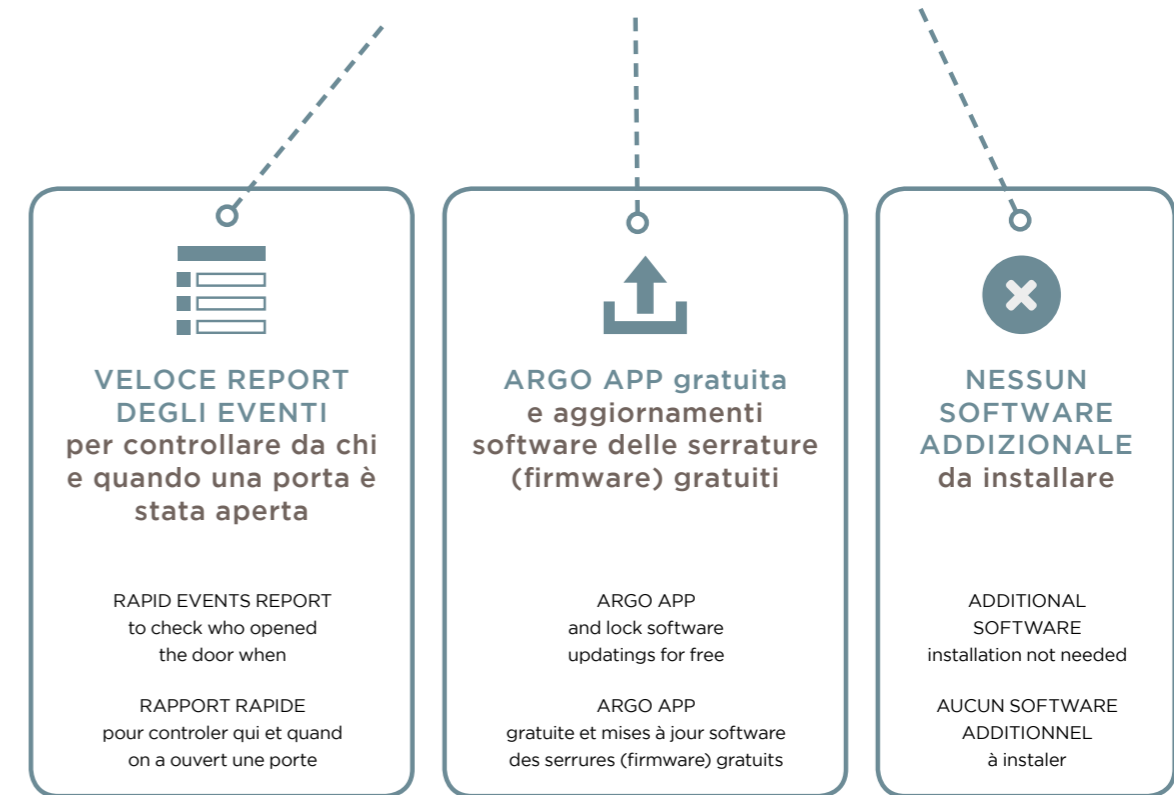 VELOCE REPORT
DEGLI EVENTI
per controllare da chi
e quando una porta è
stata aperta
RAPID EVENTS REPORT
to check who opened
the door when
RAPPORT RAPIDE
pour controler qui et quand
on a ouvert une porte
ARGO APP gratuita
e aggiornamenti
software delle serrature
(firmware) gratuiti
ARGO APP
and lock software
updatings for free
ARGO APP
gratuite et mises à jour software
des serrures (firmware) gratuits
NESSUN
SOFTWARE
ADDIZIONALE
da installare
ADDITIONAL
SOFTWARE
installation not needed
AUCUN SOFTWARE
ADDITIONNEL
à instaler